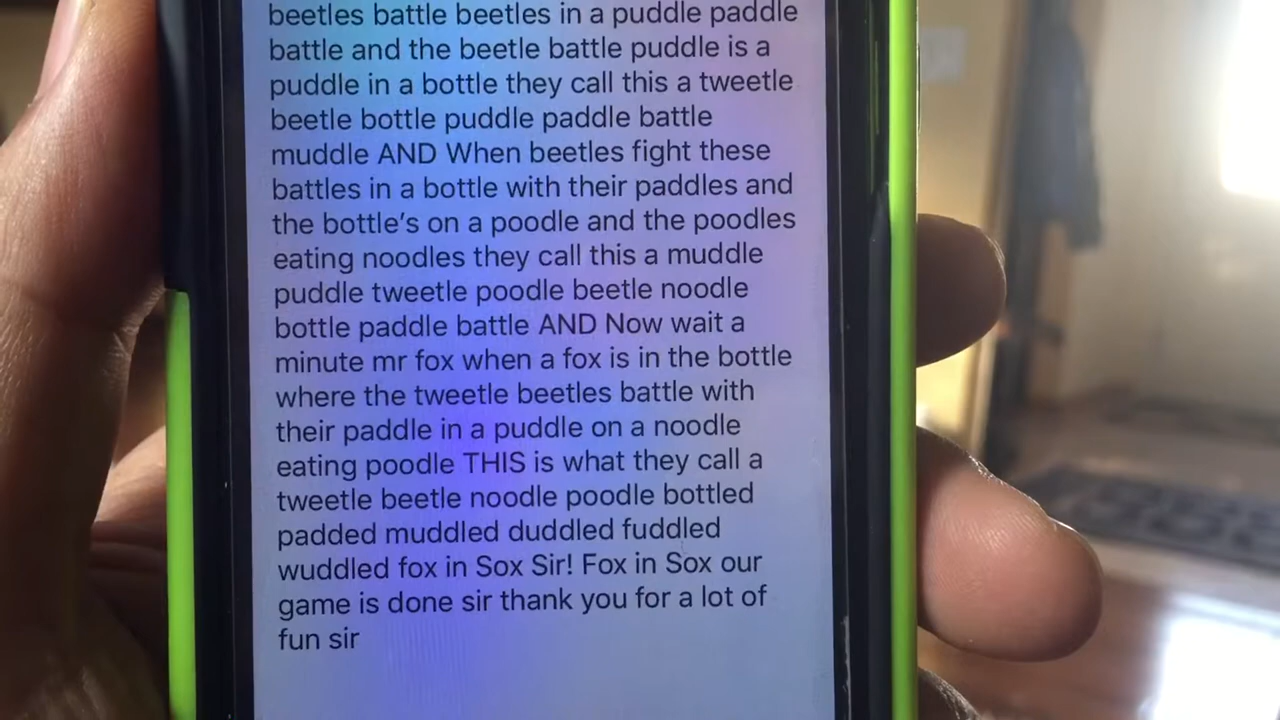 beetles battle beetles in a puddle paddle
battle and the beetle battle puddle is a
puddle in a bottle they call this a tweetle
beetle bottle puddle paddle battle
muddle AND When beetles fight these
battles in a bottle with their paddles and
the bottle's on a poodle and the poodles
eating noodles they call this a muddle
puddle tweetle poodle beetle noodle
bottle paddle battle AND Now wait a
minute mr fox when a fox is in the bottle
where the tweetle beetles battle with
their paddle in a puddle on a noodle
eating poodle THIS is what they call a
tweetle beetle noodle poodle bottled
padded muddled duddled fuddled
wuddled fox in Sox Sir! Fox in Sox our
game is done sir thank you for a lot of
fun sir